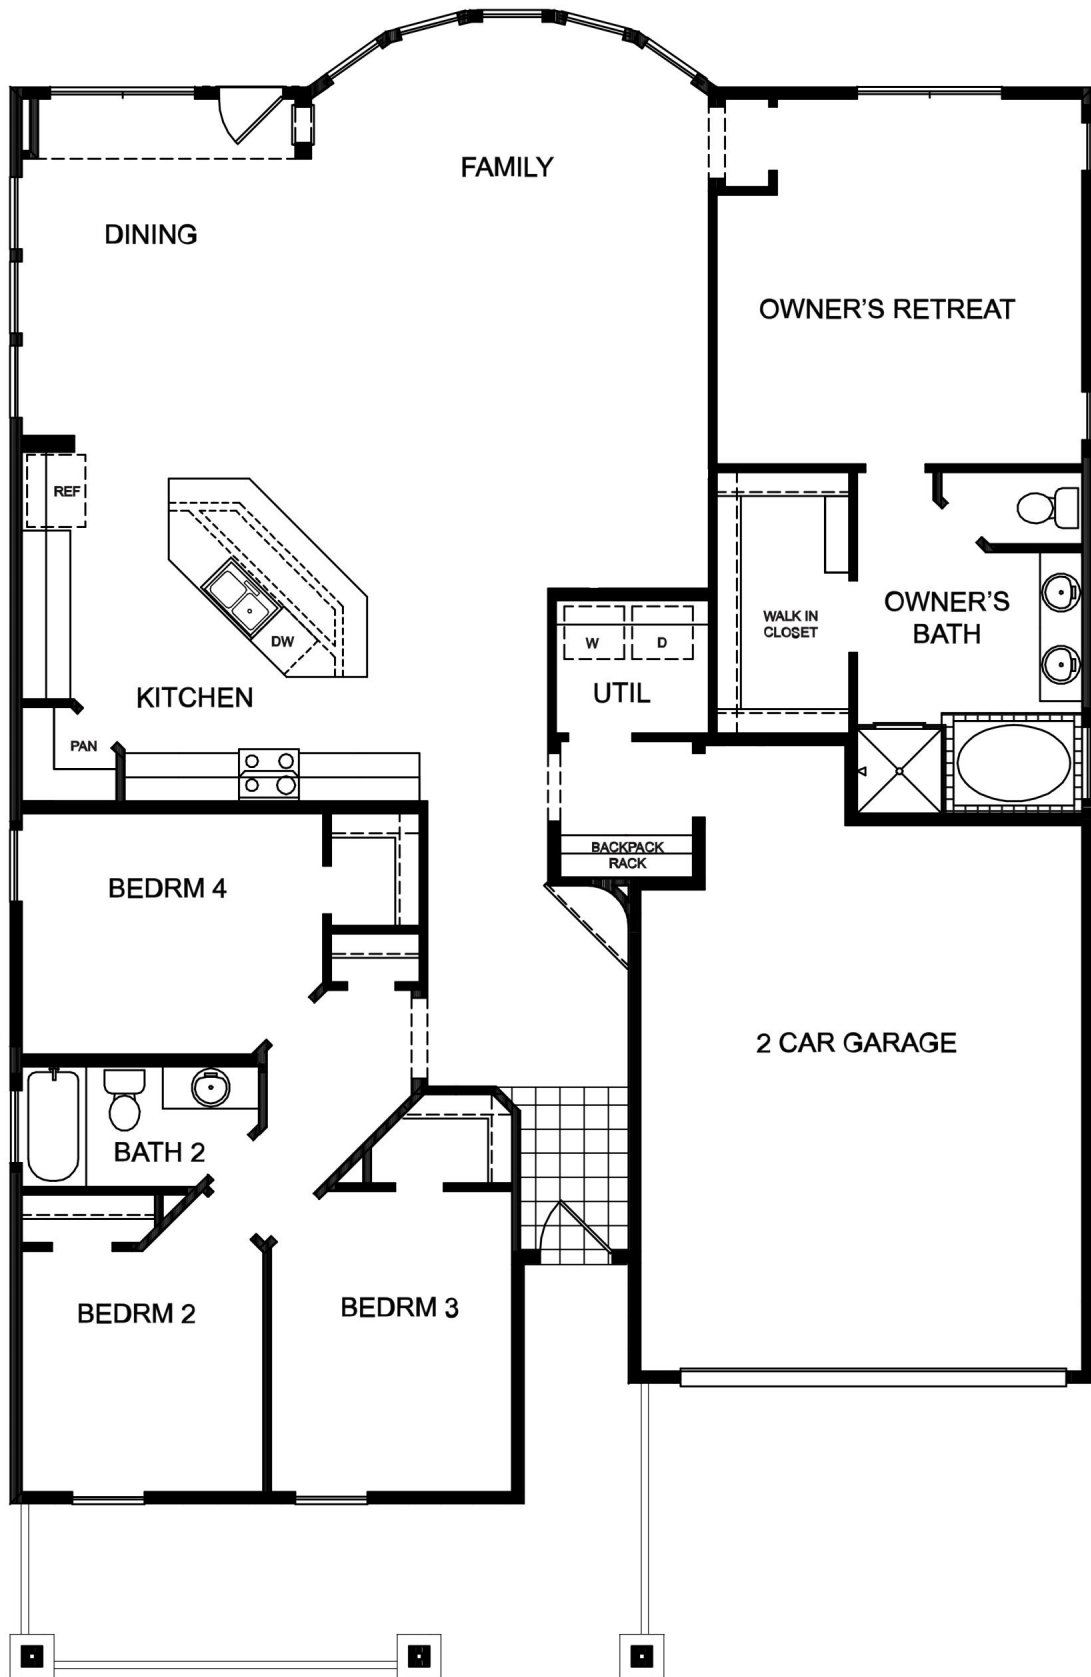 FAMILY
DINING
OWNER'S RETREAT
REF
DW
KITCHEN
PAN
W
D
UTIL
WALK IN
CLOSET
OWNER'S
BATH
BACKPACK
RACK
BEDRM 4
2 CAR GARAGE
BATH 2
BEDRM 2
BEDRM 3